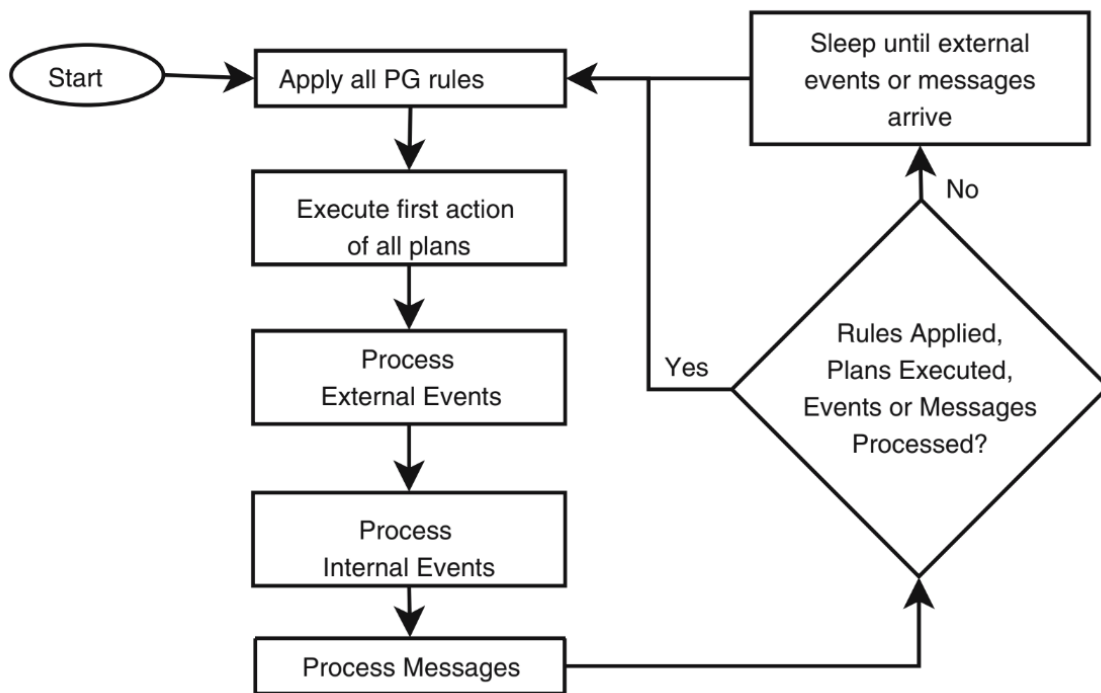 Start
Apply all PG rules
Execute first action
of all plans
Process
External Events
Process
Internal Events
Process Messages
Rules Applied,
Plans Executed,
Events or Messages
Processed?
Yes
No
Sleep until external
events or messages
arrive